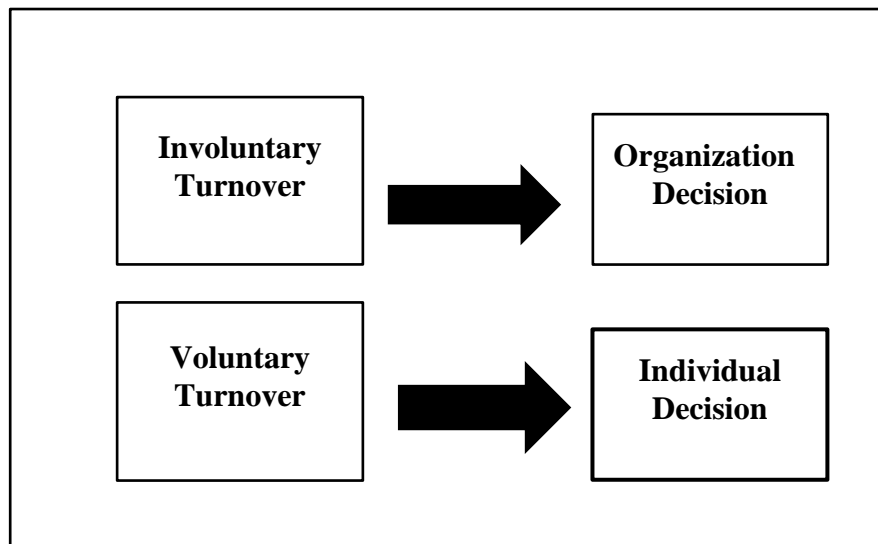 Involuntary
Turnover
Organization
Decision
Voluntary
Turnover
Individual
Decision